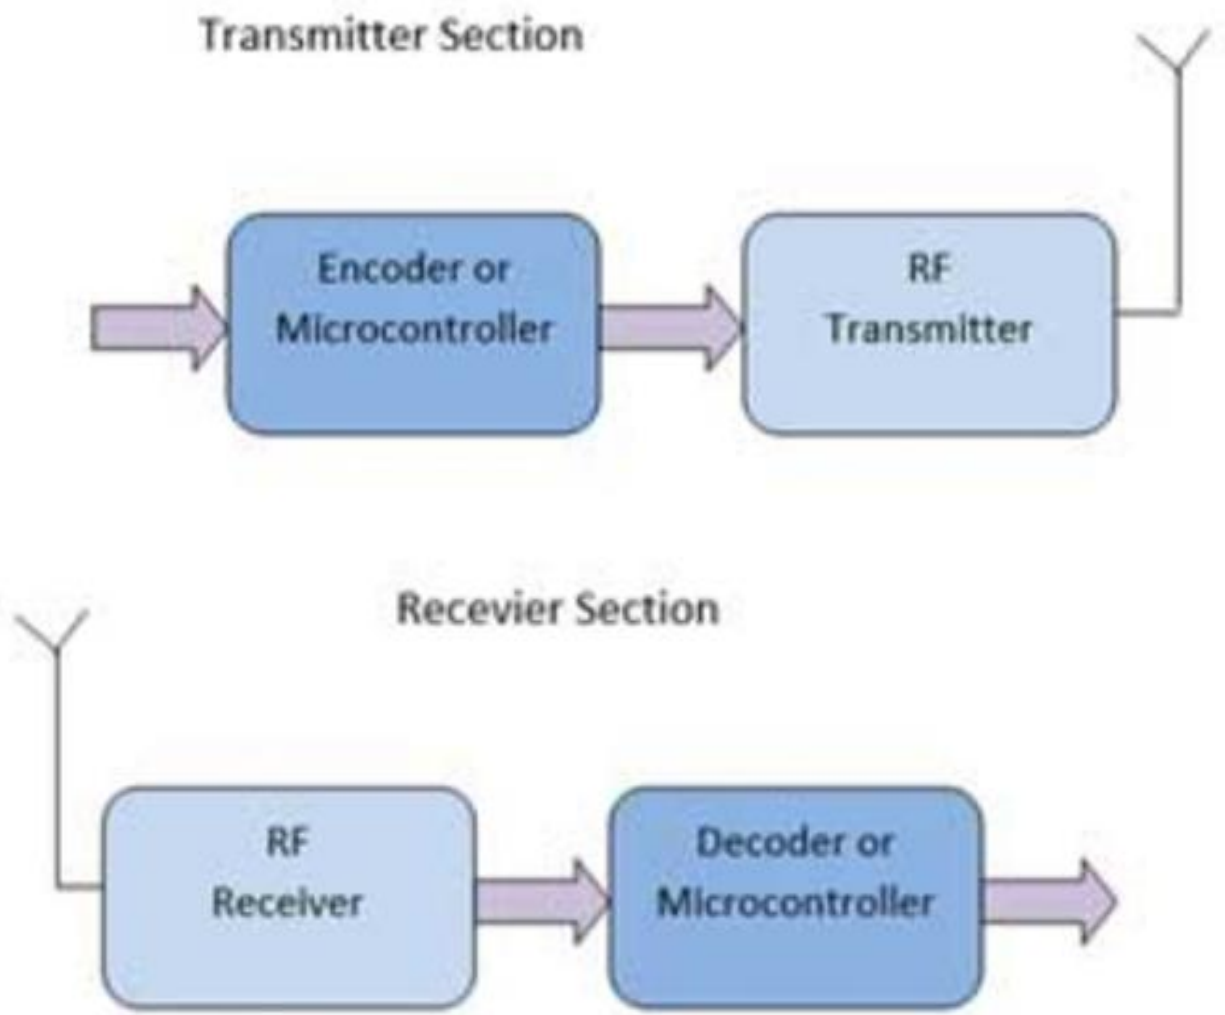 Transmitter Section
Encoder or
Microcontroller
RF
Transmitter
Recevier Section
RF
Receiver
Decoder or
Microcontroller